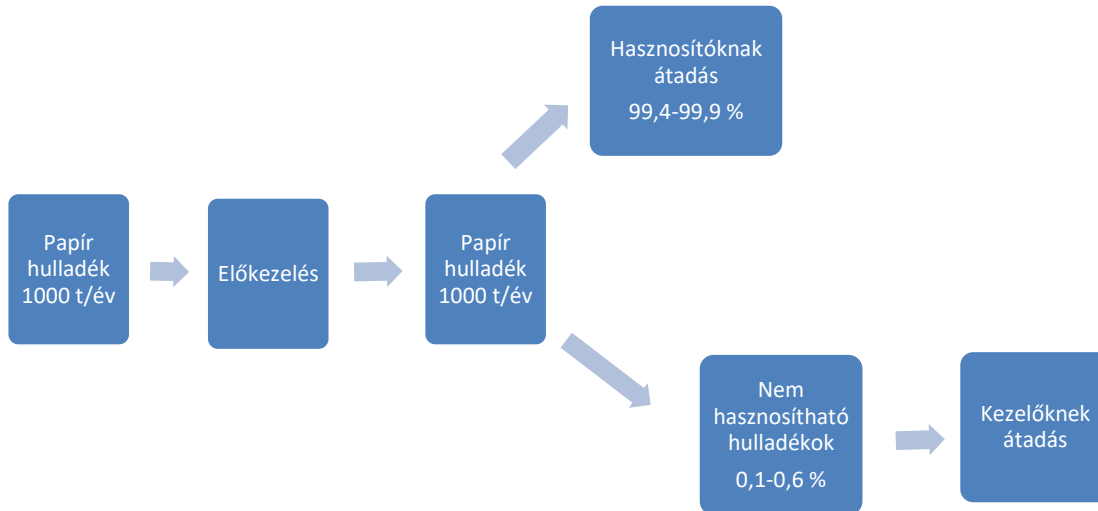 Hasznosítóknak
átadás
99,4-99,9 %
Papír
hulladék
1000 t/év
Előkezelés
Papír
hulladék
1000 t/év
Nem
hasznosítható
hulladékok
0,1-0,6 %
Kezelőknek
átadás